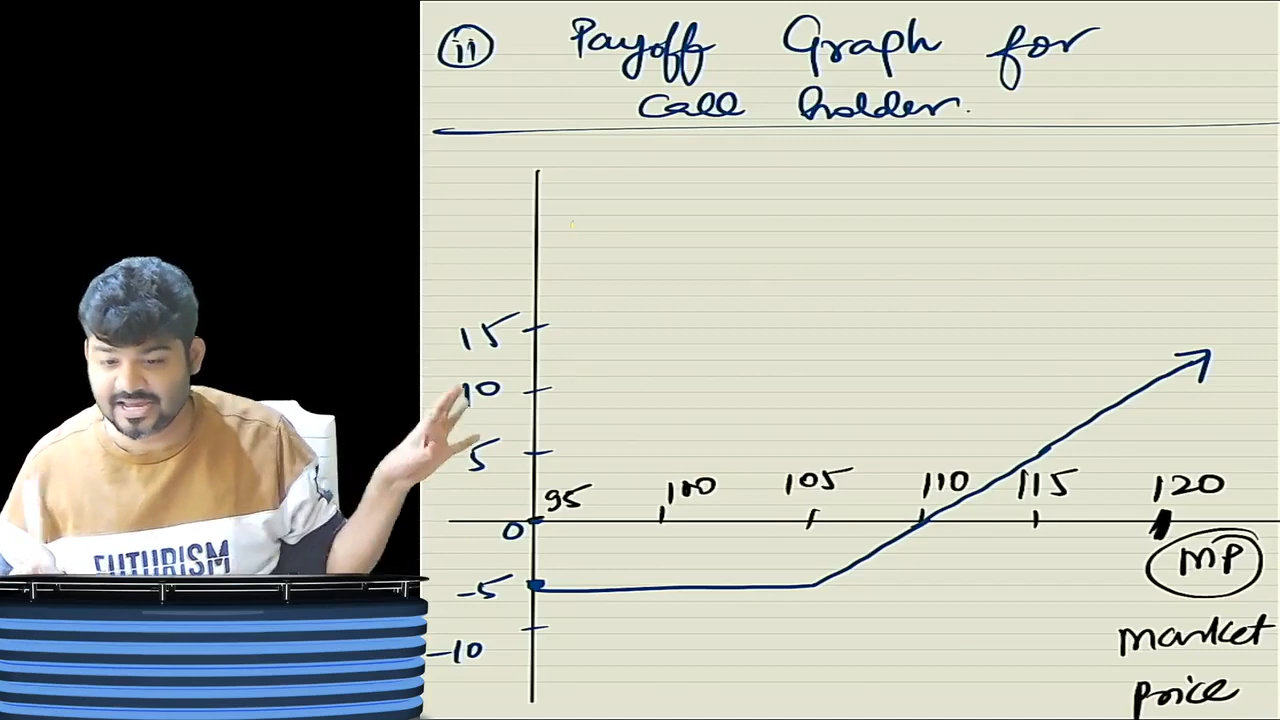 (ii) Payoff Graph for
Call holder.
15
10
5
95 100 105 110 115 120
0
MP
-5
-10
market
price
FUTURISM